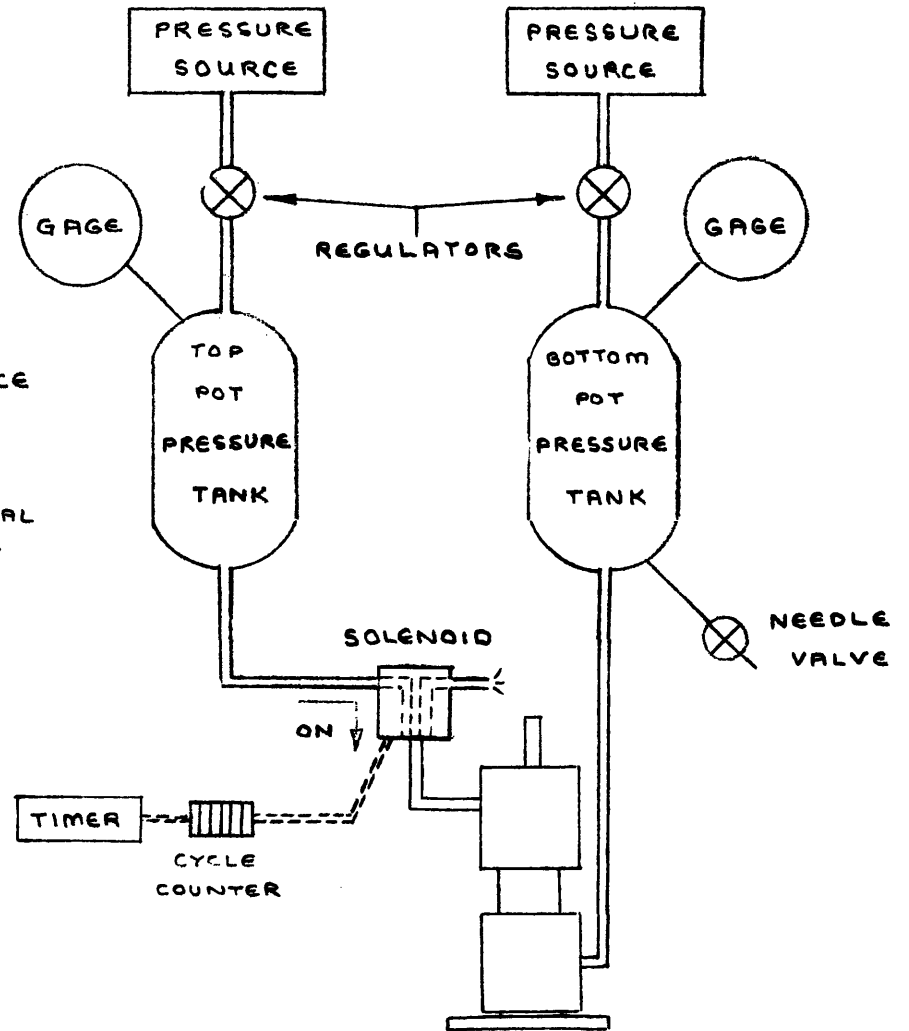 PRESSURE
SOURCE
PRESSURE
SOURCE
GAGE
GAGE
REGULATORS
TOP
POT
PRESSURE
TANK
BOTTOM
POT
PRESSURE
TANK
NEEDLE
VALVE
SOLENOID
ON
TIMER
CYCLE
COUNTER